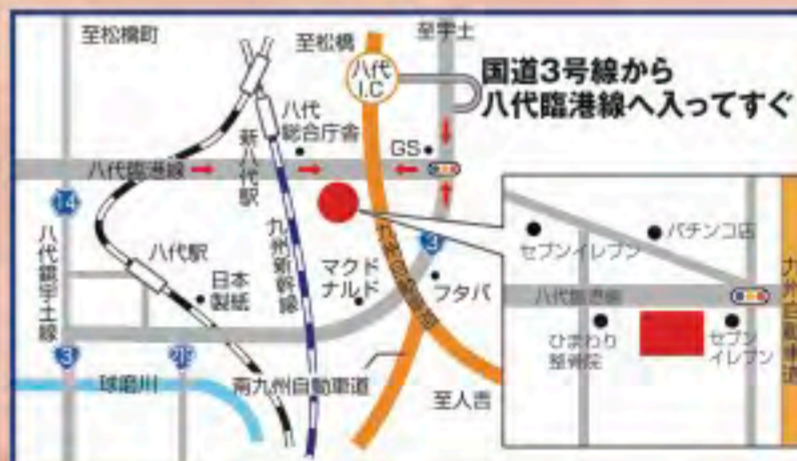 至松橋町
至松橋
至宇土
八代
I.C
国道3号線から
八代臨港線へ入ってすぐ
八代
総合庁舎
新八代駅
GS
八代臨港線
14
八代鏡宇土線
八代駅
日本
製紙
九州新幹線
マクド
ナルド
3
フタバ
九州自動車道
3
球磨川
南九州自動車道
至人吉
セブンイレブン
パチンコ店
八代臨港線
ひまわり
整骨院
セブン
イレブン
九州自動車道